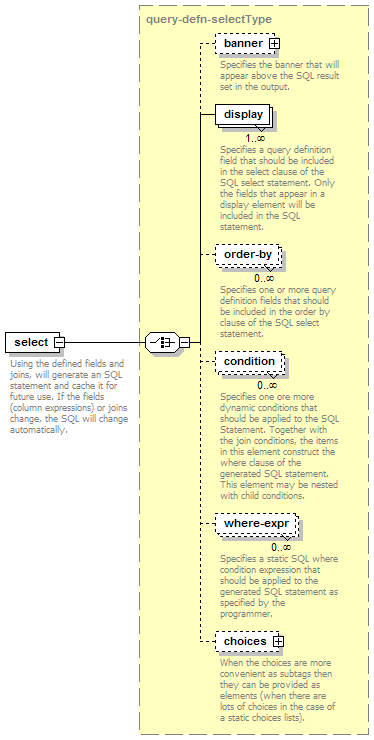 query-defn-selectType
banner
Specifies the banner that will
appear above the SQL result
set in the output.
display
1..∞
Specifies a query definition
field that should be included
in the select clause of the
SQL select statement. Only
the fields that appear in a
display element will be
included in the SQL
statement.
order-by
0..∞
Specifies one or more query
definition fields that should
be included in the order by
clause of the SQL select
statement.
select
Using the defined fields and
joins, will generate an SQL
statement and cache it for
future use. If the fields
(column expressions) or joins
change, the SQL will change
automatically.
condition
0..∞
Specifies one ore more
dynamic conditions that
should be applied to the SQL
Statement. Together with
the join conditions, the items
in this element construct the
where clause of the
generated SQL statement.
This element may be nested
with child conditions.
where-expr
0..∞
Specifies a static SQL where
condition expression that
should be applied to the
generated SQL statement as
specified by the
programmer.
choices
When the choices are more
convenient as subtags then
they can be provided as
elements (when there are
lots of choices in the case of
a static choices lists).